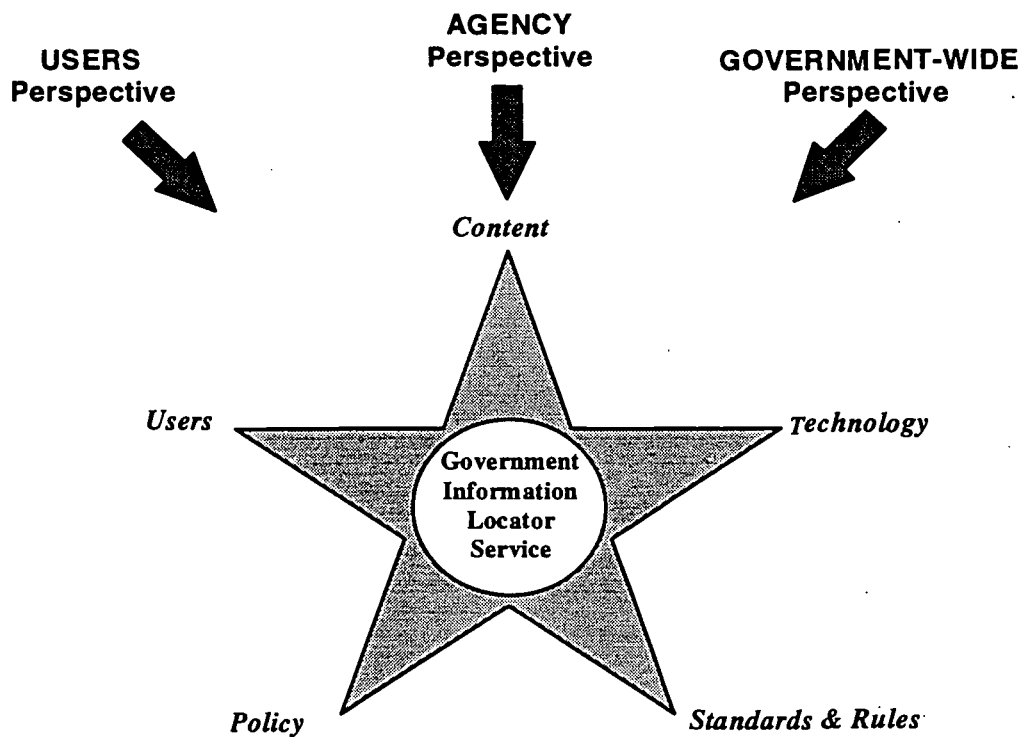 USERS
Perspective
AGENCY
Perspective
GOVERNMENT-WIDE
Perspective
Content
Users
Technology
Government
Information
Locator
Service
Policy
Standards & Rules